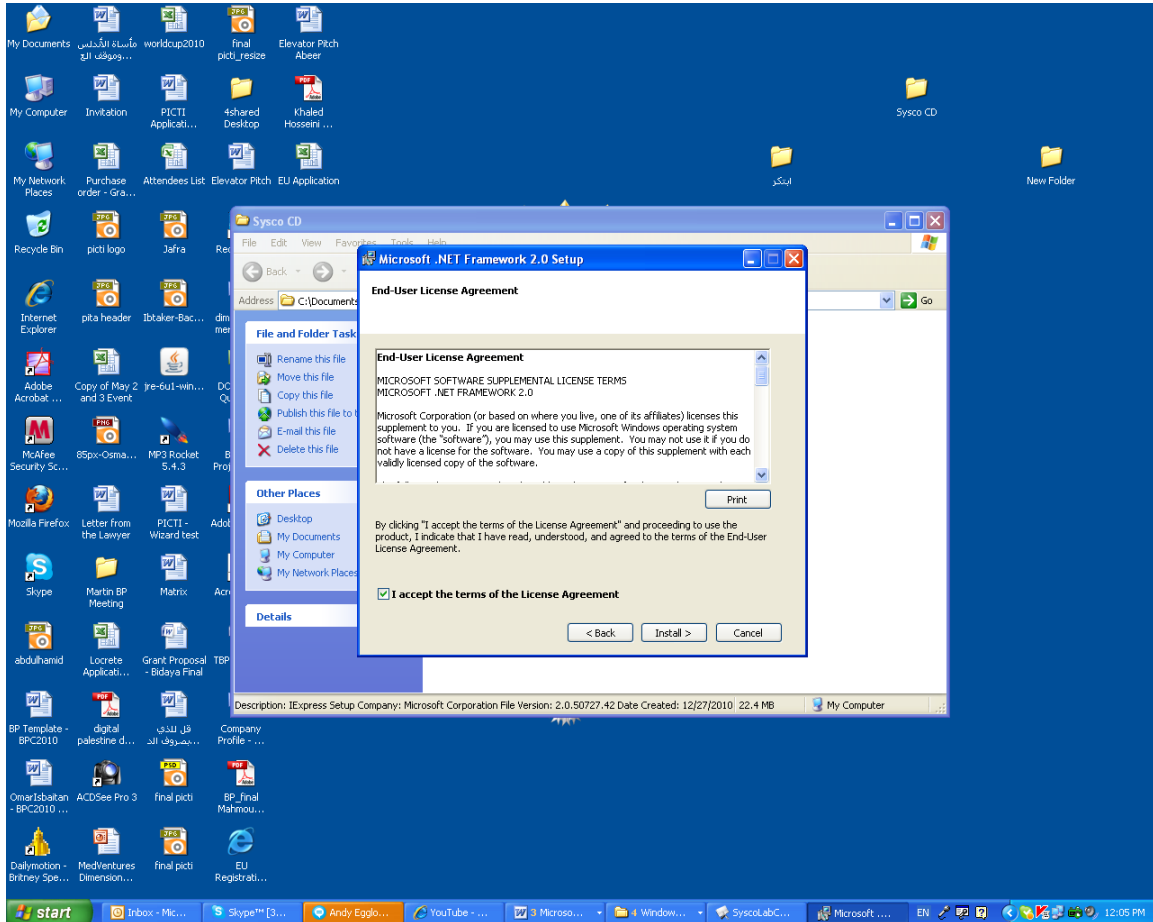 My Documents
مأساة الأندلس
وموقف الع...
worldcup2010
final
picti_resize
Elevator Pitch
Abeer
My Computer
Invitation
PICTI
Applicati...
4shared
Desktop
Khaled
Hosseini ...
Sysco CD
My Network
Places
Purchase
order - Gra...
Attendees List
Elevator Pitch
EU Application
ابتكر
New Folder
Recycle Bin
picti logo
Jafra
Internet
Explorer
pita header
Ibtaker-Bac...
Adobe
Acrobat ...
Copy of May 2
and 3 Event
jre-6u1-win...
McAfee
Security Sc...
85px-Osma...
MP3 Rocket
5.4.3
Mozilla Firefox
Letter from
the Lawyer
PICTI -
Wizard test
Skype
Martin BP
Meeting
Matrix
abdulhamid
Locrete
Applicati...
Grant Proposal
- Bidaya Final
TBP
BP Template -
BPC2010
digital
palestine d...
قل للذي
بصروف الد...
Company
Profile - ...
OmarIsbaitan
- BPC2010 ...
ACDSee Pro 3
final picti
BP_final
Mahmou...
Dailymotion -
Britney Spe...
MedVentures
Dimension...
final picti
EU
Registrati...
Sysco CD
File Edit View Favorites Tools Help
Back
Address C:\Documents
Go
File and Folder Task
Rename this file
Move this file
Copy this file
Publish this file to t
E-mail this file
Delete this file
Other Places
Desktop
My Documents
My Computer
My Network Places
Details
Description: IExpress Setup Company: Microsoft Corporation File Version: 2.0.50727.42 Date Created: 12/27/2010 22.4 MB
My Computer
Microsoft .NET Framework 2.0 Setup
End-User License Agreement
End-User License Agreement
MICROSOFT SOFTWARE SUPPLEMENTAL LICENSE TERMS
MICROSOFT .NET FRAMEWORK 2.0
Microsoft Corporation (or based on where you live, one of its affiliates) licenses this
supplement to you. If you are licensed to use Microsoft Windows operating system
software (the "software"), you may use this supplement. You may not use it if you do
not have a license for the software. You may use a copy of this supplement with each
validly licensed copy of the software.
Print
By clicking "I accept the terms of the License Agreement" and proceeding to use the
product, I indicate that I have read, understood, and agreed to the terms of the End-User
License Agreement.
I accept the terms of the License Agreement
< Back
Install >
Cancel
start
Inbox - Mic...
Skype™ [3...
Andy Egglo...
YouTube - ...
3 Microso...
4 Window...
SyscoLabC...
Microsoft ....
EN
12:05 PM